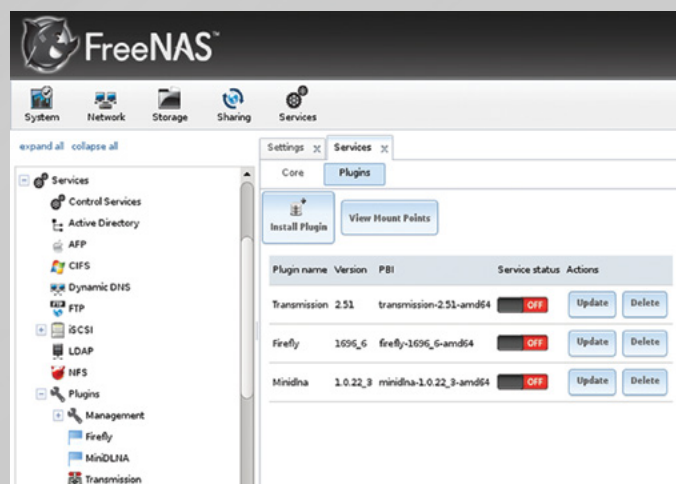 FreeNAS™
System Network Storage Sharing Services
expand all collapse all
Services
Control Services
Active Directory
AFP
CIFS
Dynamic DNS
FTP
iSCSI
LDAP
NFS
Plugins
Management
Firefly
MiniDLNA
Transmission
Settings x Services x
Core Plugins
Install Plugin View Mount Points
Plugin name Version PBI Service status Actions
Transmission 2.51 transmission-2.51-amd64 OFF Update Delete
Firefly 1696_6 firefly-1696_6-amd64 OFF Update Delete
Minidlna 1.0.22_3 minidlna-1.0.22_3-amd64 OFF Update Delete